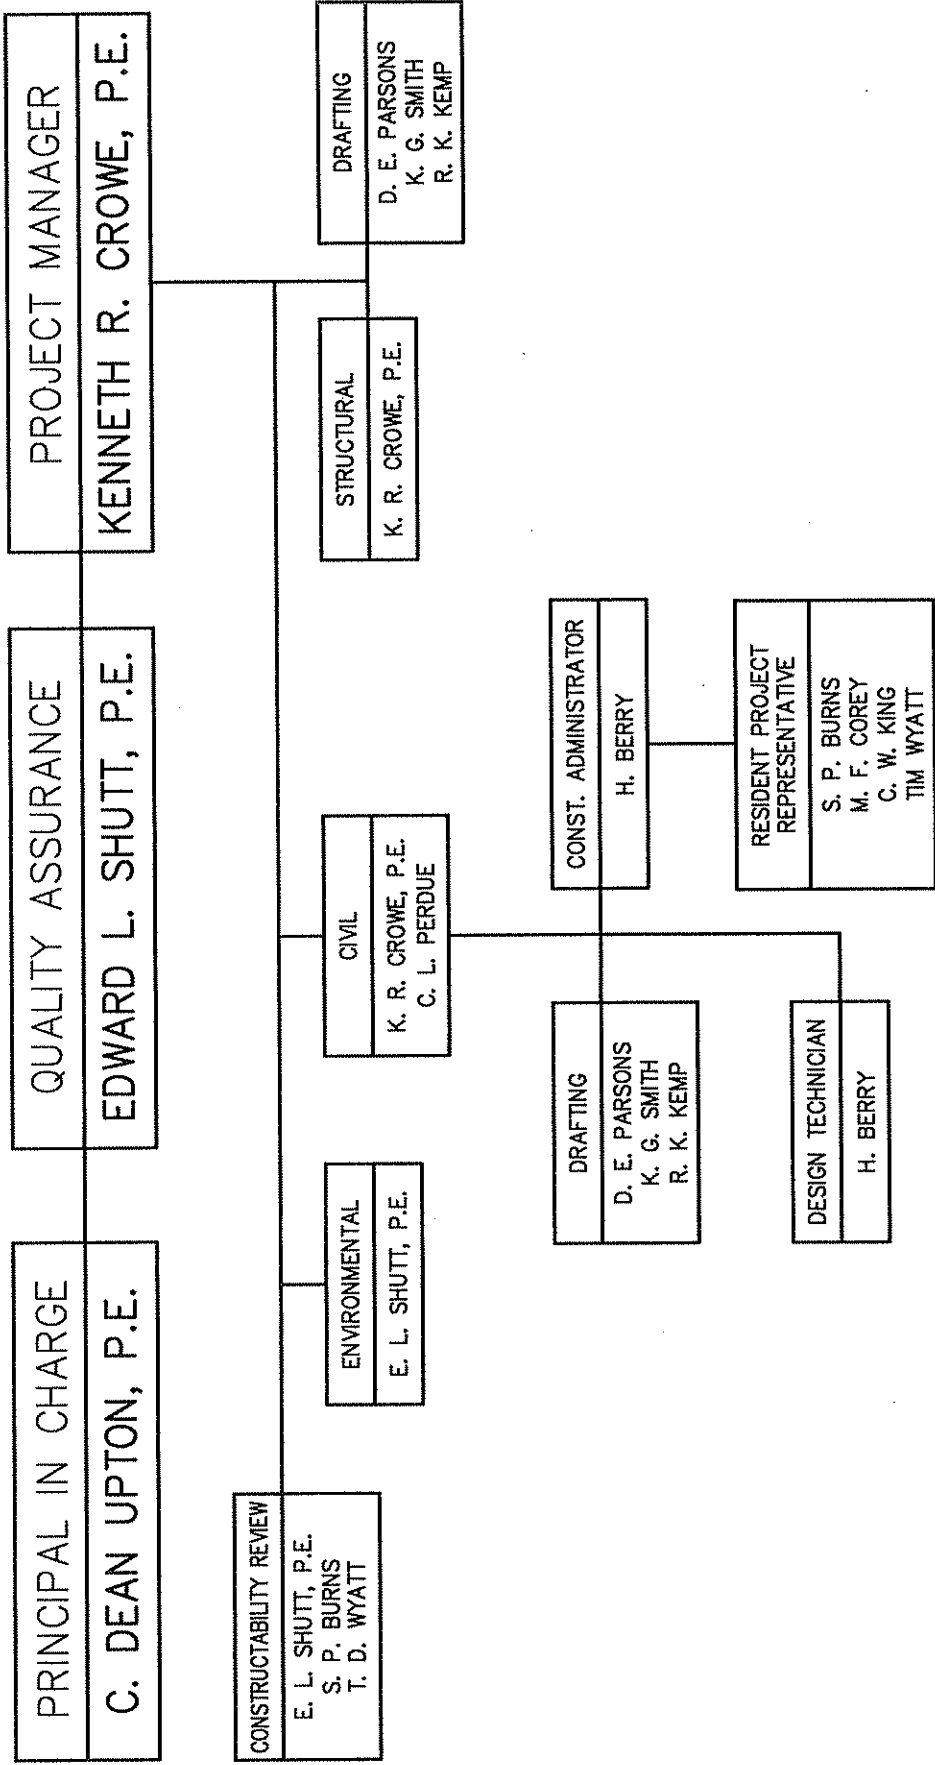 PRINCIPAL IN CHARGE
C. DEAN UPTON, P.E.
QUALITY ASSURANCE
EDWARD L. SHUTT, P.E.
PROJECT MANAGER
KENNETH R. CROWE, P.E.
CONSTRUCTABILITY REVIEW
E. L. SHUTT, P.E.
S. P. BURNS
T. D. WYATT
ENVIRONMENTAL
E. L. SHUTT, P.E.
CIVIL
K. R. CROWE, P.E.
C. L. PERDUE
STRUCTURAL
K. R. CROWE, P.E.
DRAFTING
D. E. PARSONS
K. G. SMITH
R. K. KEMP
DRAFTING
D. E. PARSONS
K. G. SMITH
R. K. KEMP
CONST. ADMINISTRATOR
H. BERRY
DESIGN TECHNICIAN
H. BERRY
RESIDENT PROJECT
REPRESENTATIVE
S. P. BURNS
M. F. COREY
C. W. KING
TIM WYATT